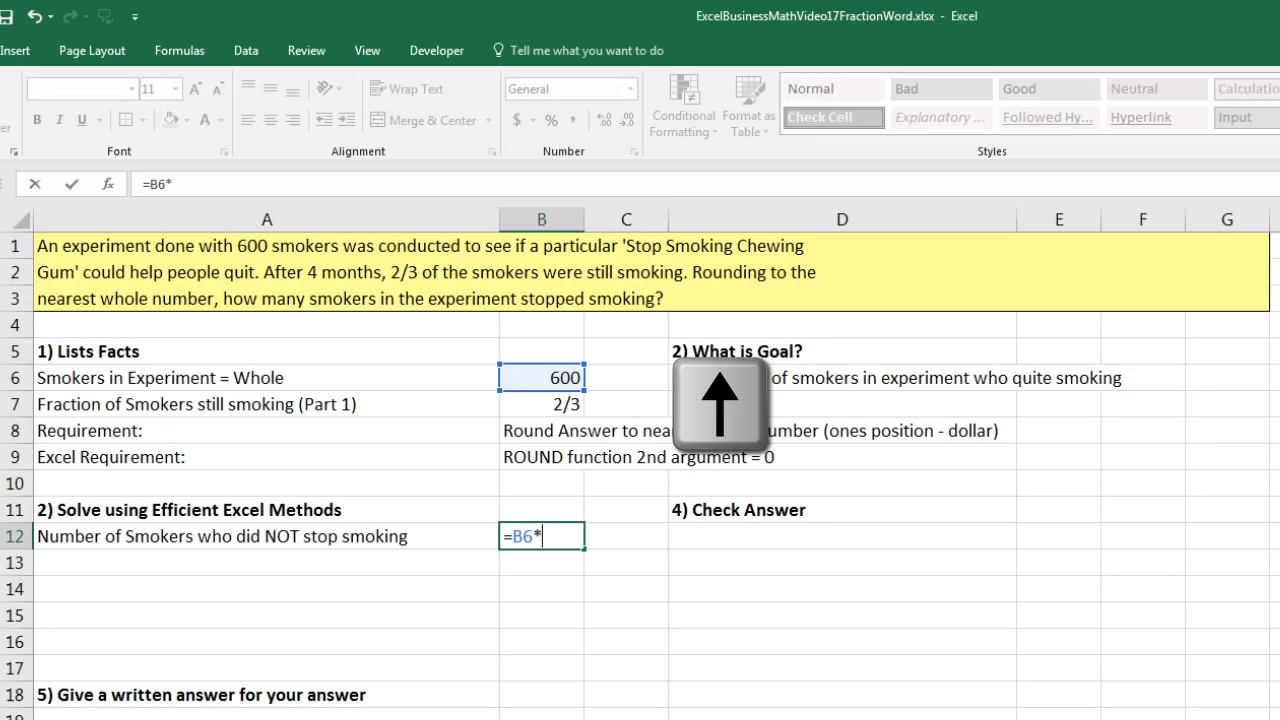 ExcelBusinessMathVideo17FractionWord.xlsx - Excel
Insert Page Layout Formulas Data Review View Developer Tell me what you want to do
11 A A Wrap Text General Normal Bad Good Neutral Calculatio
B I U A Merge & Center $ % , Conditional Formatting Format as Table Check Cell Explanatory ... Followed Hy... Hyperlink Input
Font Alignment Number Styles
fx =B6*
A B C D E F G
1 An experiment done with 600 smokers was conducted to see if a particular 'Stop Smoking Chewing
2 Gum' could help people quit. After 4 months, 2/3 of the smokers were still smoking. Rounding to the
3 nearest whole number, how many smokers in the experiment stopped smoking?
4
5 1) Lists Facts 2) What is Goal?
6 Smokers in Experiment = Whole 600 of smokers in experiment who quite smoking
7 Fraction of Smokers still smoking (Part 1) 2/3
8 Requirement: Round Answer to umber (ones position - dollar)
9 Excel Requirement: ROUND function 2nd argument = 0
10
11 2) Solve using Efficient Excel Methods 4) Check Answer
12 Number of Smokers who did NOT stop smoking =B6*
13
14
15
16
17
18 5) Give a written answer for your answer